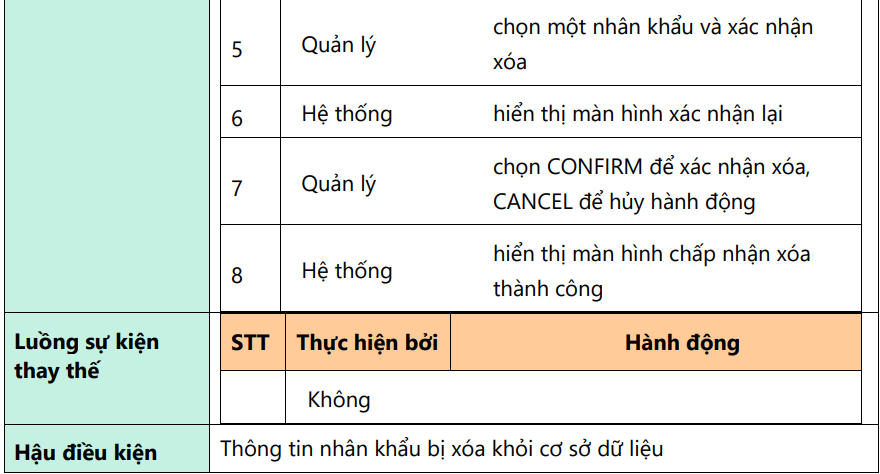 5 Quản lý chọn một nhân khẩu và xác nhận
xóa
6 Hệ thống hiển thị màn hình xác nhận lại
7 Quản lý chọn CONFIRM để xác nhận xóa,
CANCEL để hủy hành động
8 Hệ thống hiển thị màn hình chấp nhận xóa
thành công
Luồng sự kiện
thay thế
STT Thực hiện bởi Hành động
Không
Hậu điều kiện Thông tin nhân khẩu bị xóa khỏi cơ sở dữ liệu